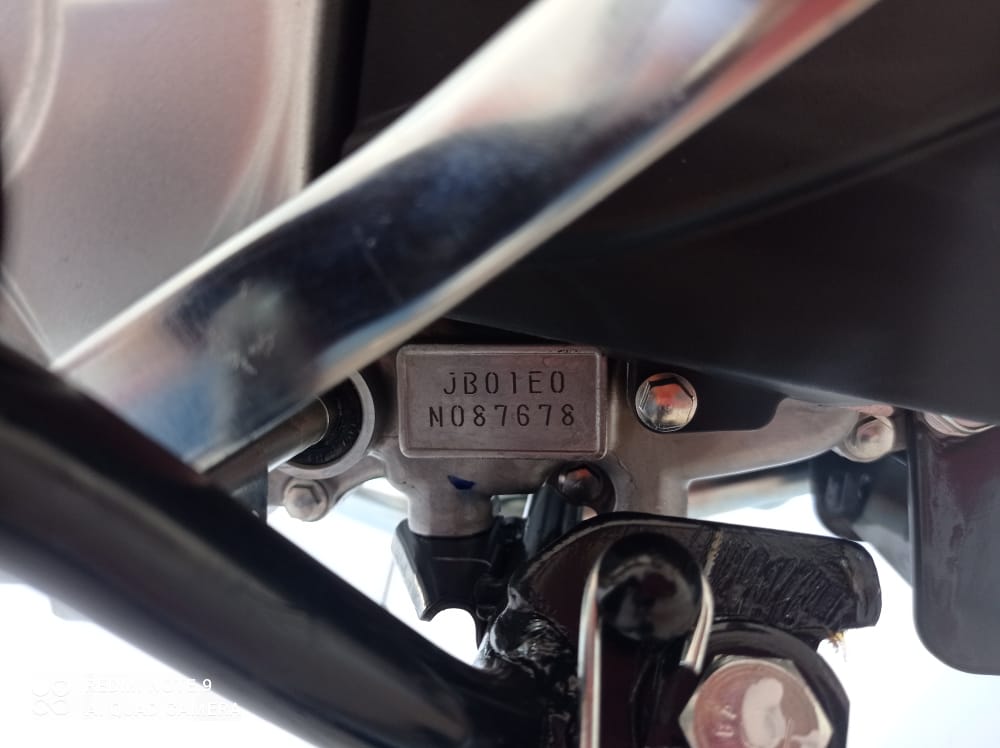 JB01E0
N087678
REDMI NOTE 9
AI QUAD CAMERA